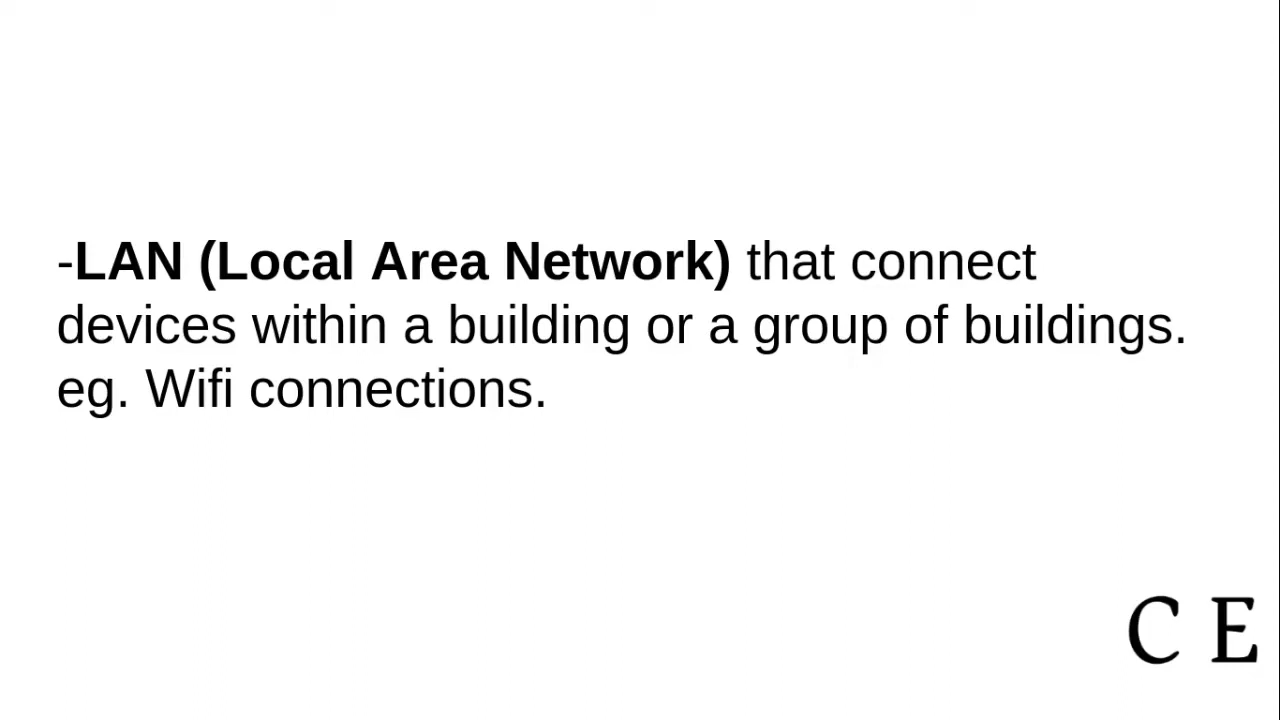 -LAN (Local Area Network) that connect
devices within a building or a group of buildings.
eg. Wifi connections.
C E